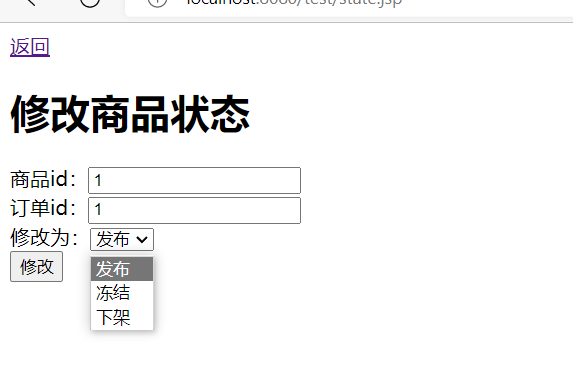 localhost:8080/test/state.jsp
返回
修改商品状态
商品id：1
订单id：1
修改为：发布
修改
发布
冻结
下架